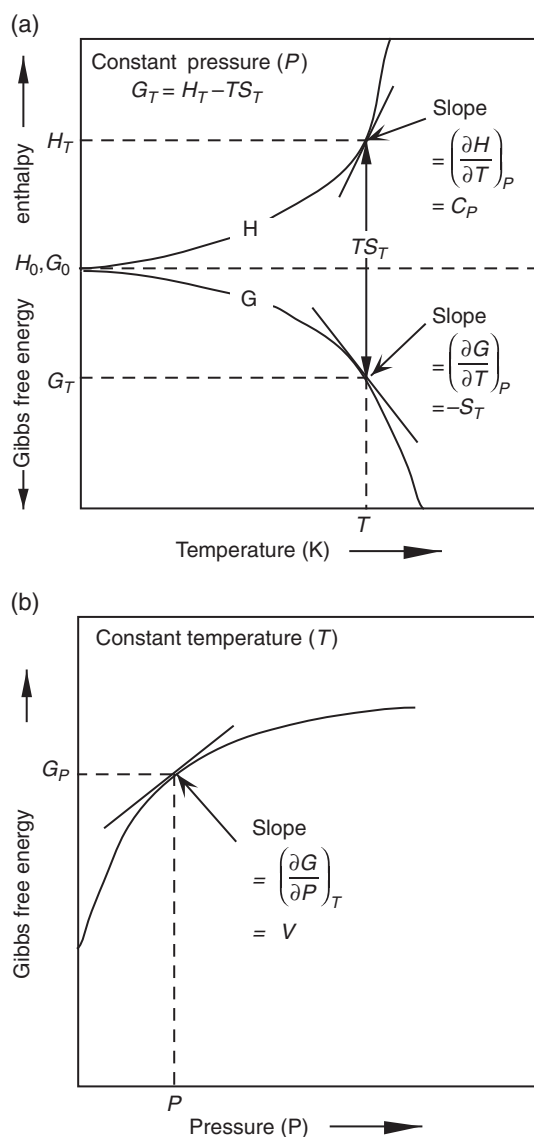 (a)
Constant pressure (P)
G_T = H_T – TS_T
enthalpy
H_T
Slope
= (∂H/∂T)_P
= C_P
H
TS_T
H_0, G_0
G
Slope
= (∂G/∂T)_P
= –S_T
Gibbs free energy
G_T
T
Temperature (K)
(b)
Constant temperature (T)
G_P
Gibbs free energy
Slope
= (∂G/∂P)_T
= V
P
Pressure (P)